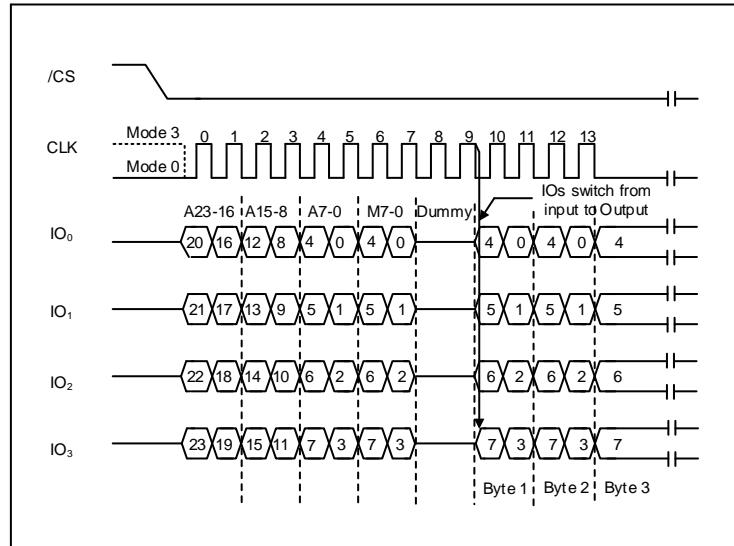 /CS
Mode 3
0 1 2 3 4 5 6 7 8 9 10 11 12 13
CLK
Mode 0
IOs switch from
input to Output
A23-16 A15-8 A7-0 M7-0 Dummy
IO₀ 20 16 12 8 4 0 4 0 4 0 4 0 4
IO₁ 21 17 13 9 5 1 5 1 5 1 5 1 5
IO₂ 22 18 14 10 6 2 6 2 6 2 6 2 6
IO₃ 23 19 15 11 7 3 7 3 7 3 7 3 7
Byte 1 Byte 2 Byte 3